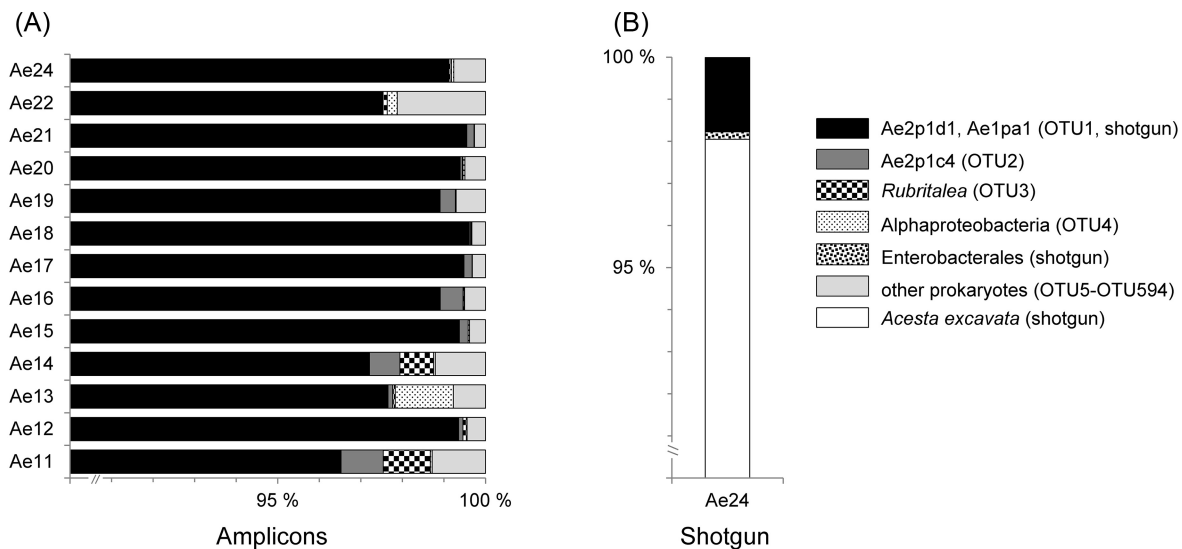 (A)
Ae24
Ae22
Ae21
Ae20
Ae19
Ae18
Ae17
Ae16
Ae15
Ae14
Ae13
Ae12
Ae11
95 %
100 %
Amplicons
(B)
100 %
95 %
Ae24
Shotgun
Ae2p1d1, Ae1pa1 (OTU1, shotgun)
Ae2p1c4 (OTU2)
Rubritalea (OTU3)
Alphaproteobacteria (OTU4)
Enterobacterales (shotgun)
other prokaryotes (OTU5-OTU594)
Acesta excavata (shotgun)